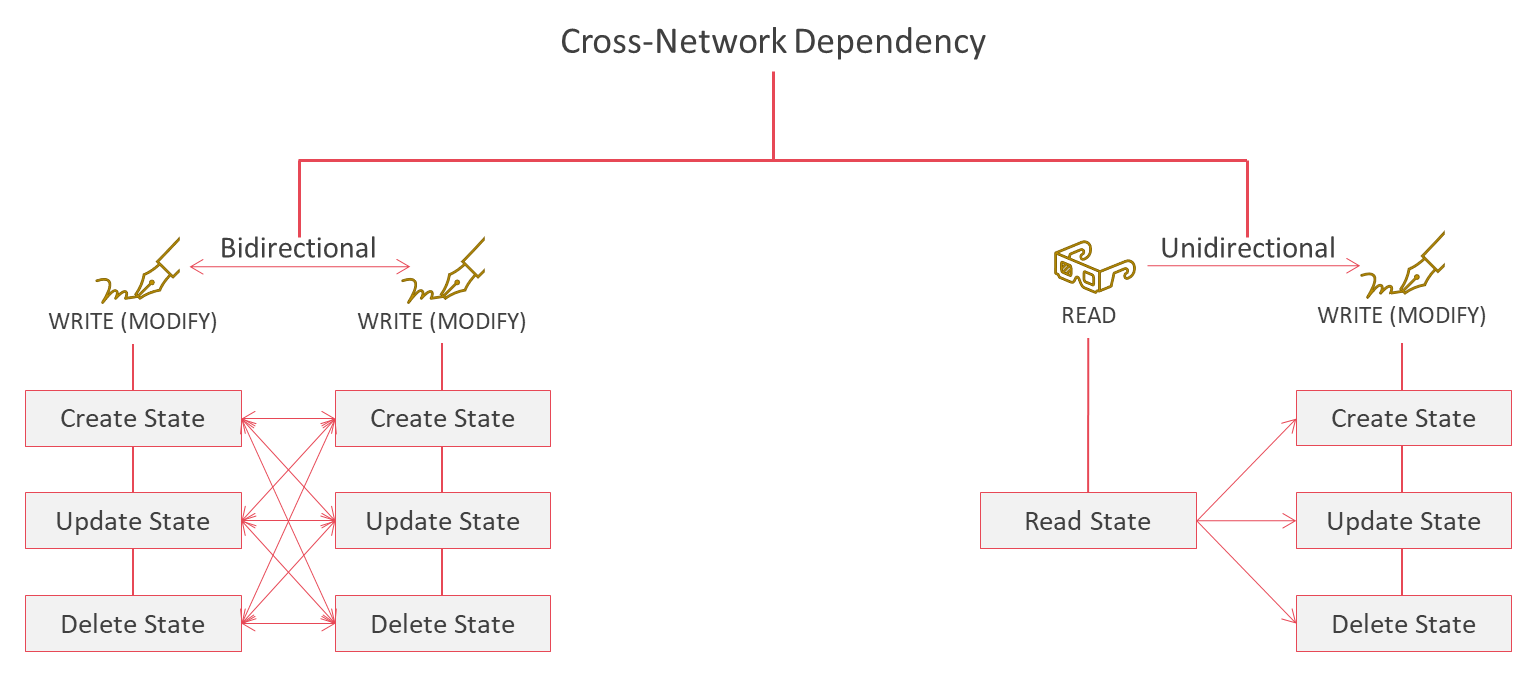 Cross-Network Dependency
Bidirectional
Unidirectional
WRITE (MODIFY)
WRITE (MODIFY)
READ
WRITE (MODIFY)
Create State
Create State
Create State
Update State
Update State
Read State
Update State
Delete State
Delete State
Delete State